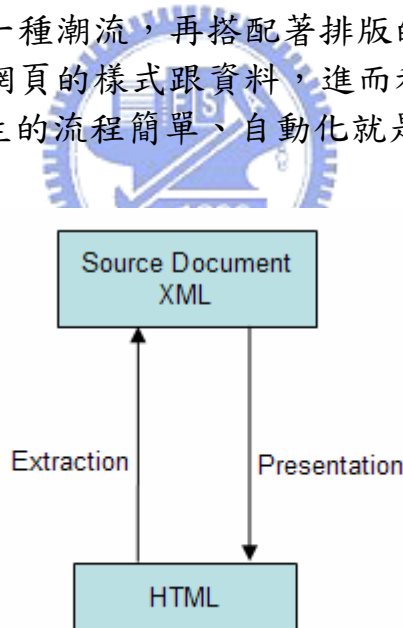 一種潮流，再搭配著排版的
網頁的樣式跟資料，進而
生的流程簡單、自動化就是
Source Document
XML
Extraction
Presentation
HTML